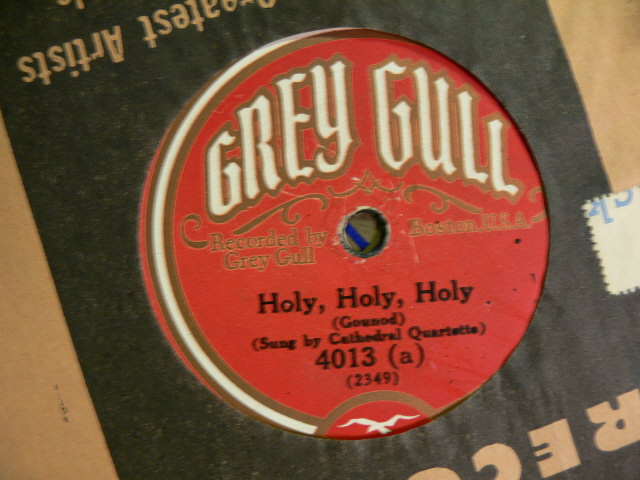 Greatest Artists
GREY GULL
Recorded by
Grey Gull
Boston, U.S.A.
Holy, Holy, Holy
(Gounod)
(Sung by Cathedral Quartette)
4013 (a)
(2349)
RECO